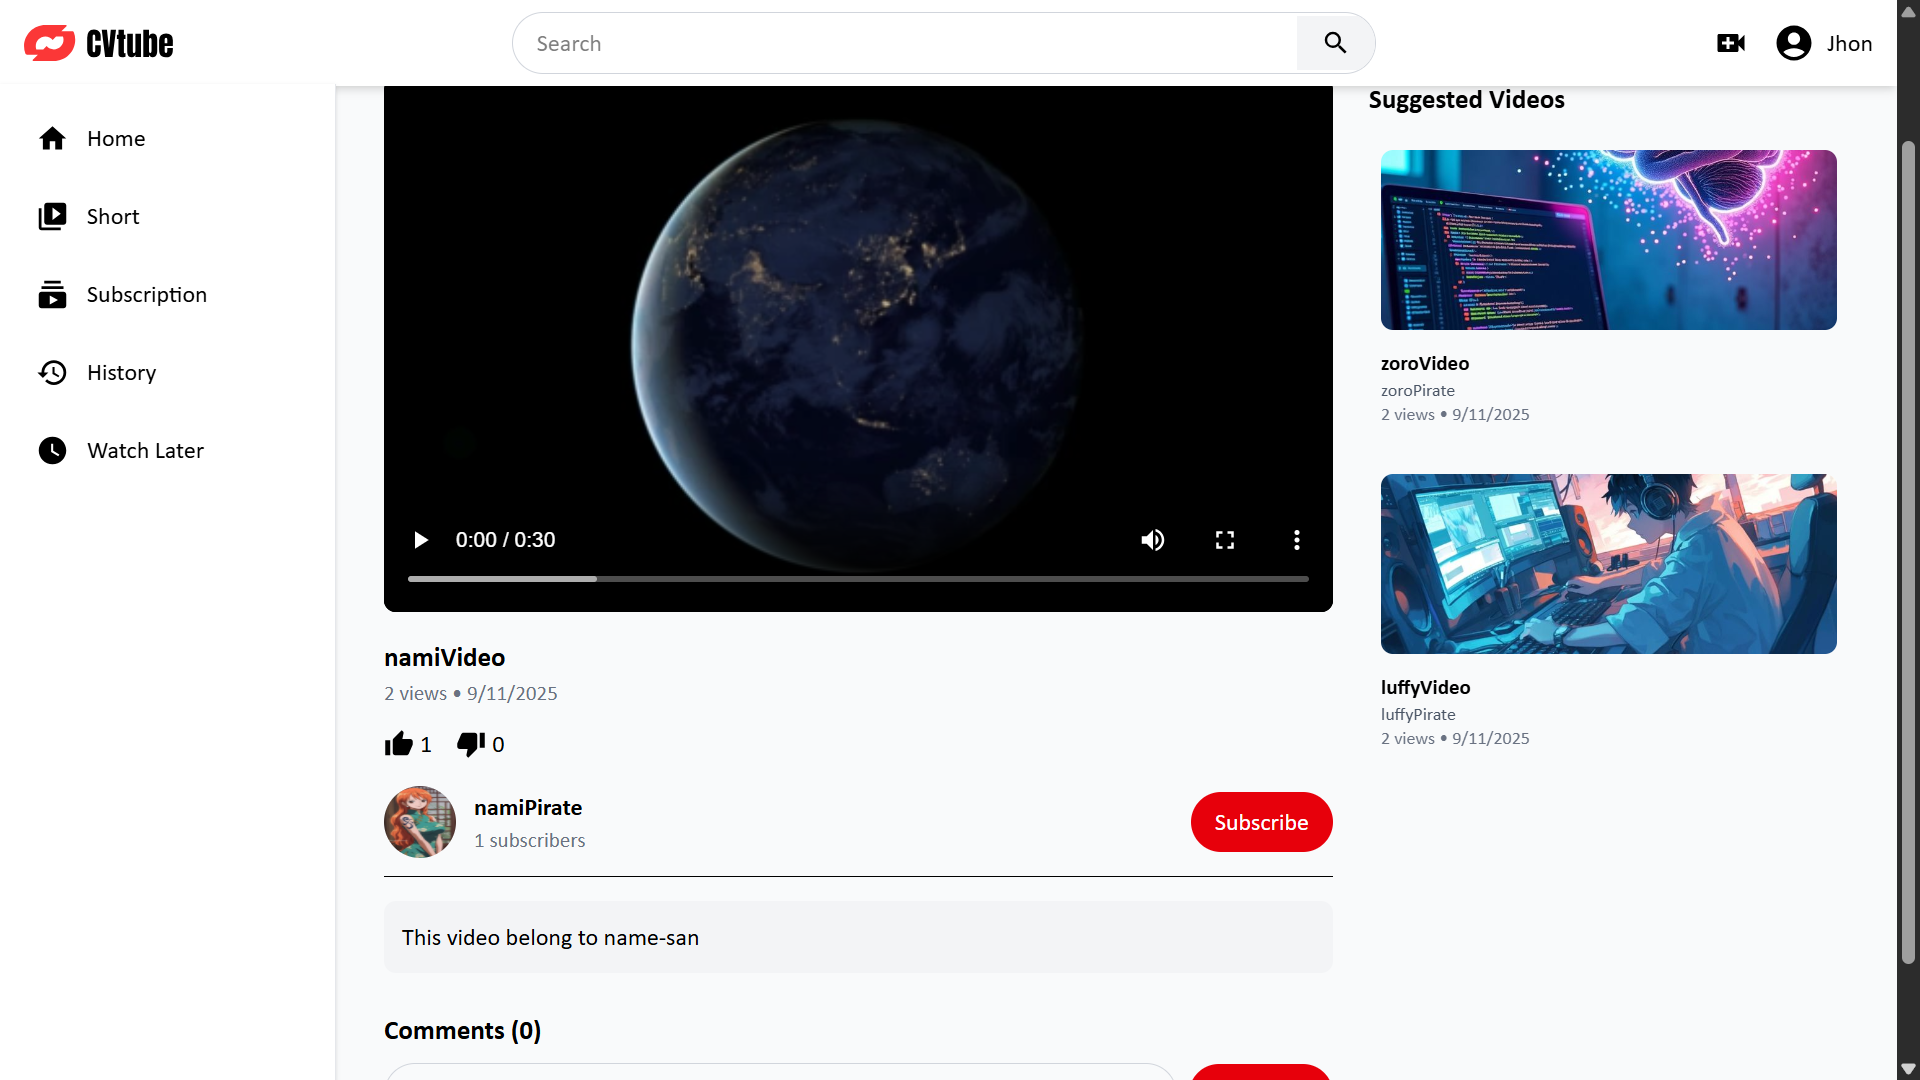 CVtube
Search
Jhon
Home
Short
Subscription
History
Watch Later
0:00 / 0:30
namiVideo
2 views • 9/11/2025
1
0
namiPirate
1 subscribers
Subscribe
This video belong to name-san
Comments (0)
Suggested Videos
zoroVideo
zoroPirate
2 views • 9/11/2025
luffyVideo
luffyPirate
2 views • 9/11/2025